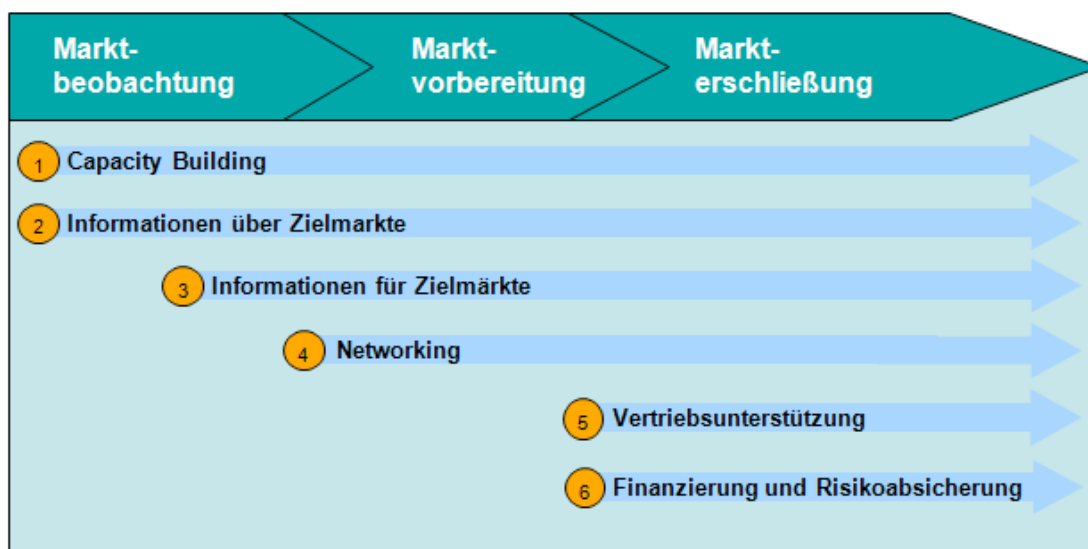 Markt-
beobachtung
Markt-
vorbereitung
Markt-
erschließung
1 Capacity Building
2 Informationen über Zielmarkte
3 Informationen für Zielmärkte
4 Networking
5 Vertriebsunterstützung
6 Finanzierung und Risikoabsicherung